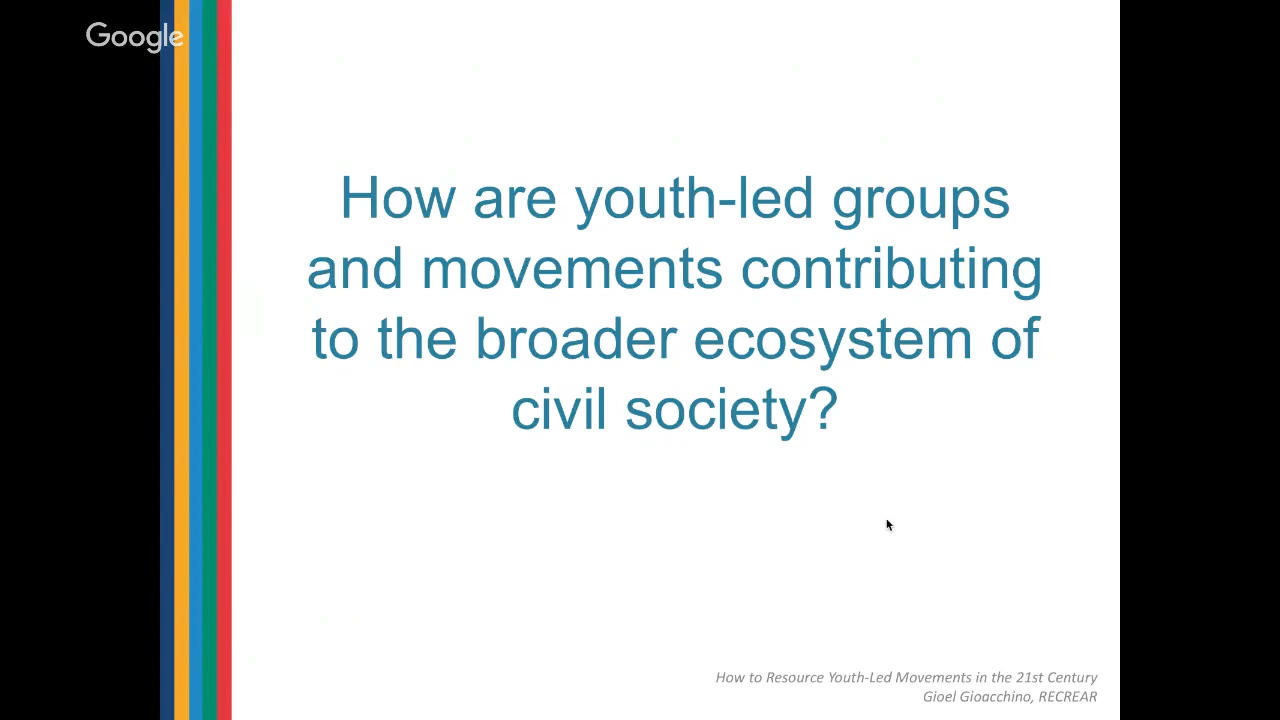 Google
How are youth-led groups
and movements contributing
to the broader ecosystem of
civil society?
How to Resource Youth-Led Movements in the 21st Century
Gioel Gioacchino, RECREAR